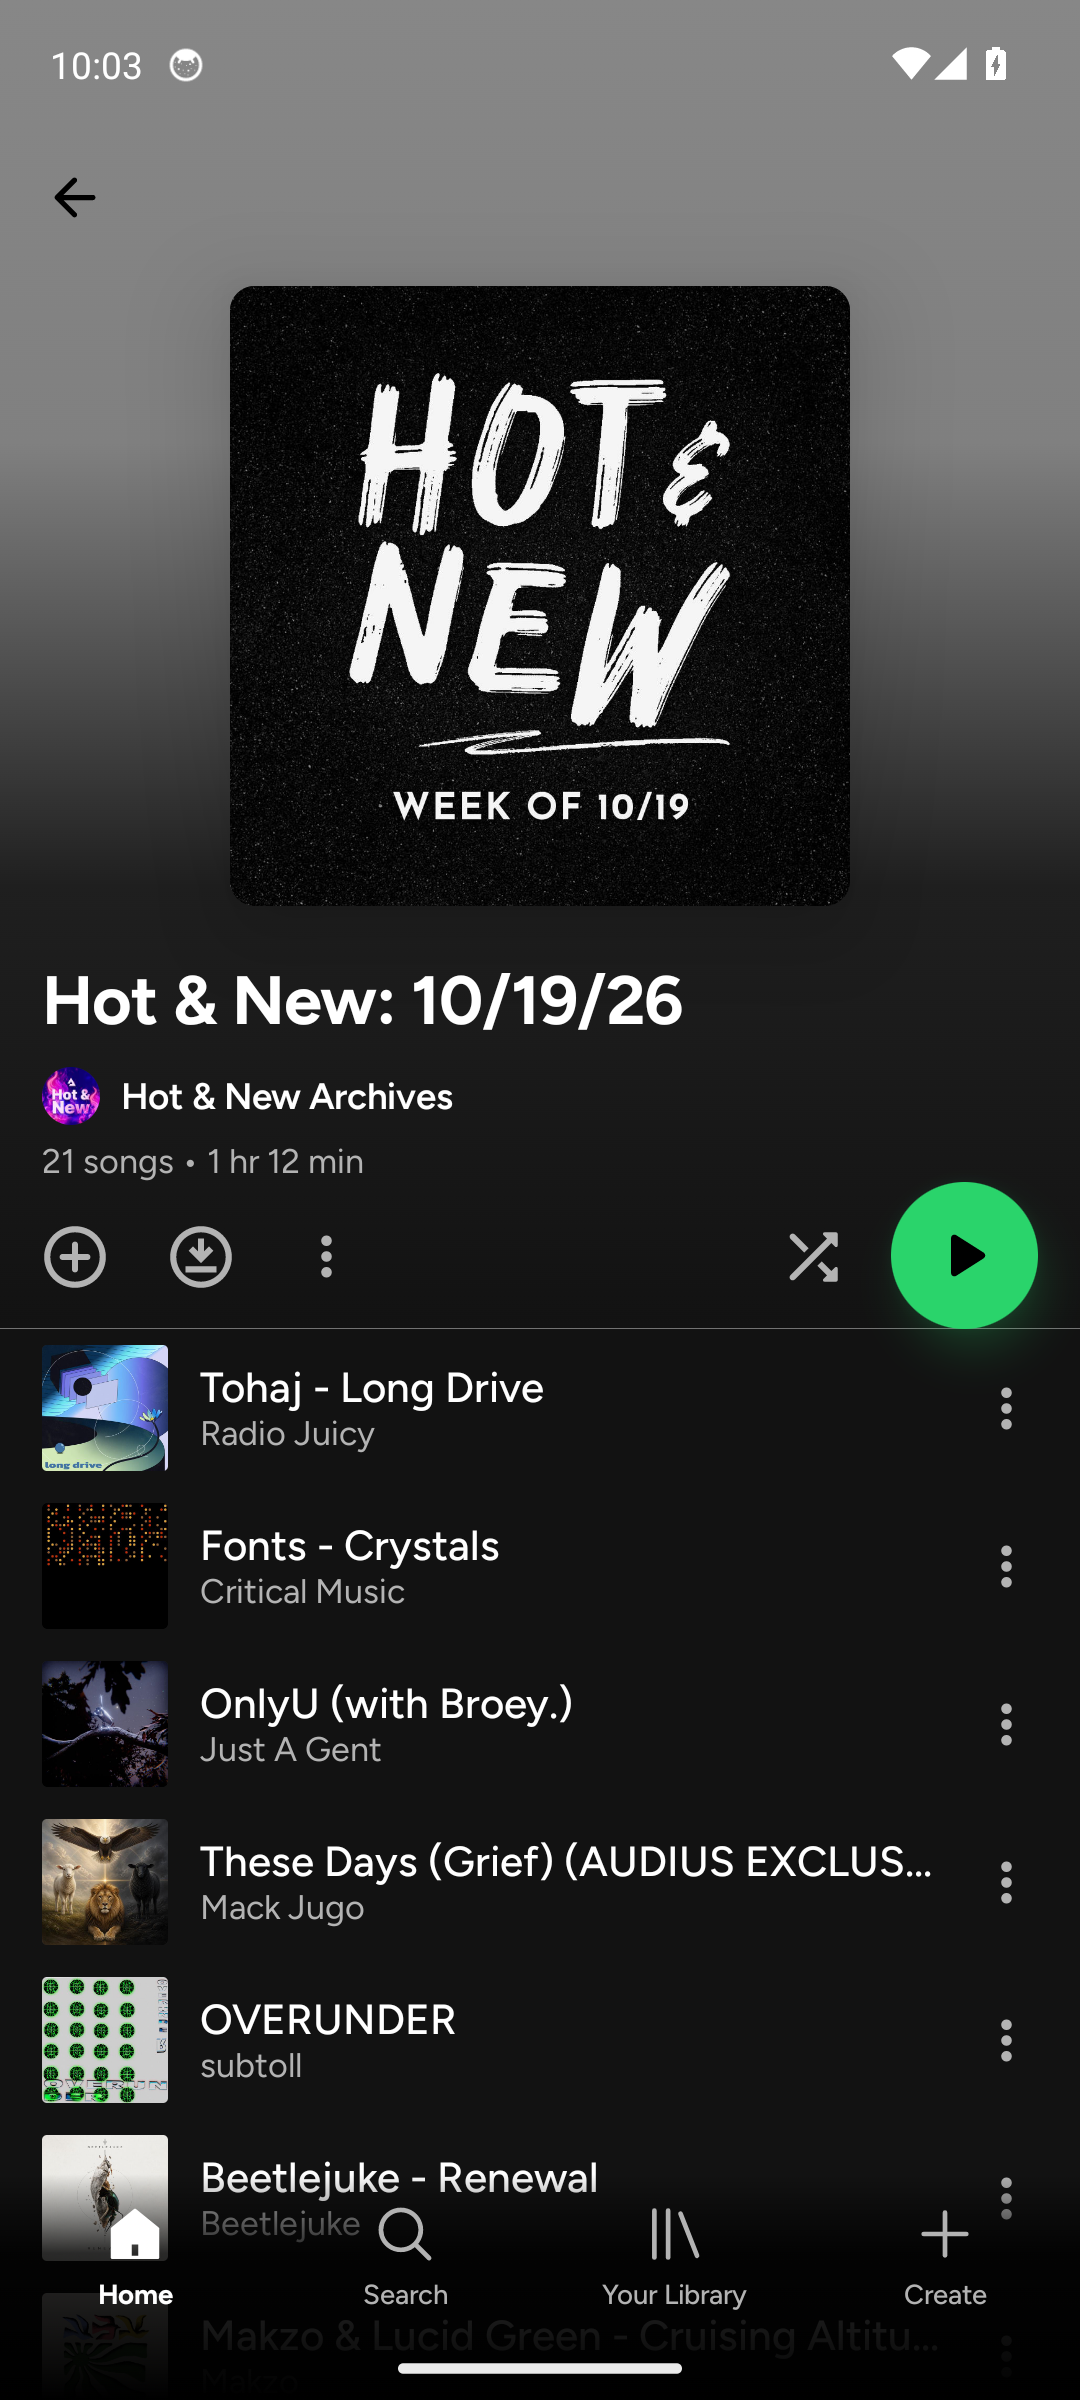 10:03
HOT &
NEW
WEEK OF 10/19
Hot & New: 10/19/26
Hot &
New
Hot & New Archives
21 songs • 1 hr 12 min
long drive
Tohaj - Long Drive
Radio Juicy
Fonts - Crystals
Critical Music
OnlyU (with Broey.)
Just A Gent
These Days (Grief) (AUDIUS EXCLUS...
Mack Jugo
OVERUNDER
subtoll
OVERUN
DER
Beetlejuke - Renewal
Beetlejuke
Home
Search
Your Library
Create
Makzo & Lucid Green - Cruising Altitu...
Makzo